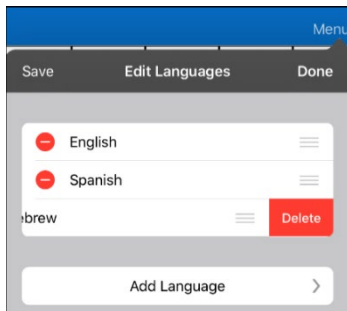 Menu
Save Edit Languages Done
English
Spanish
ebrew Delete
Add Language